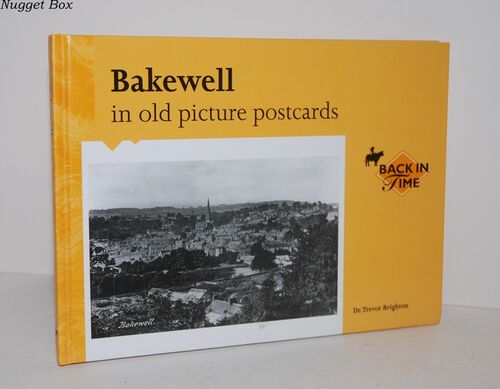 Nugget Box
Bakewell
in old picture postcards
BACK IN
TIME
Bakewell.
Dr. Trevor Brighton